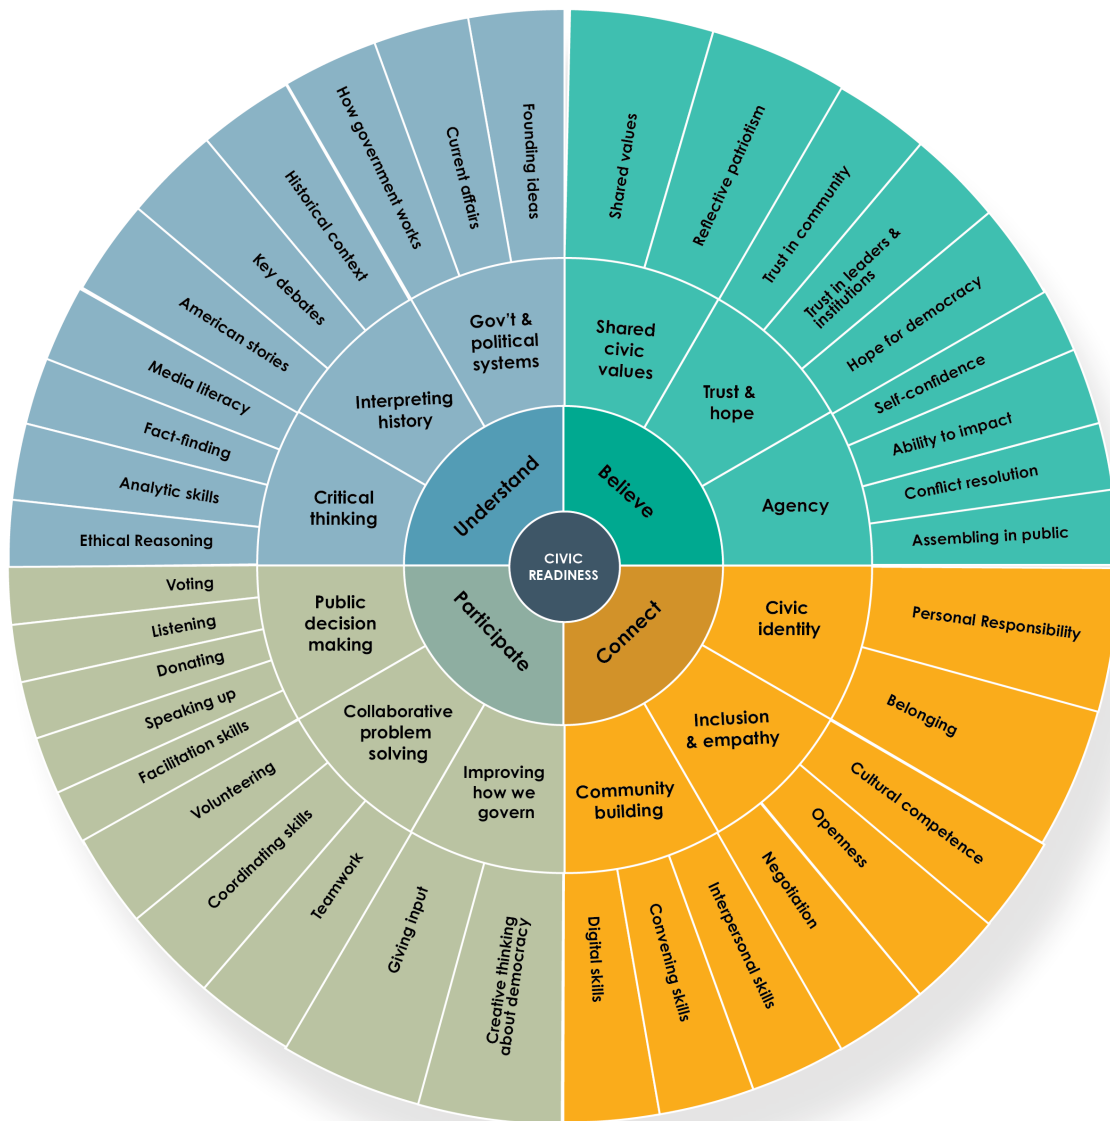 CIVIC
READINESS
Understand
Gov't &
political
systems
Founding ideas
Current affairs
How government works
Interpreting
history
Historical context
Key debates
American stories
Critical
thinking
Media literacy
Fact-finding
Analytic skills
Ethical Reasoning
Believe
Shared
civic
values
Shared values
Reflective patriotism
Trust &
hope
Trust in community
Trust in leaders &
institutions
Hope for democracy
Agency
Self-confidence
Ability to impact
Conflict resolution
Assembling in public
Connect
Civic
identity
Personal Responsibility
Belonging
Inclusion
& empathy
Cultural competence
Openness
Negotiation
Community
building
Interpersonal skills
Convening skills
Digital skills
Participate
Public
decision
making
Voting
Listening
Donating
Speaking up
Facilitation skills
Collaborative
problem
solving
Volunteering
Coordinating skills
Teamwork
Improving
how we
govern
Giving input
Creative thinking
about democracy